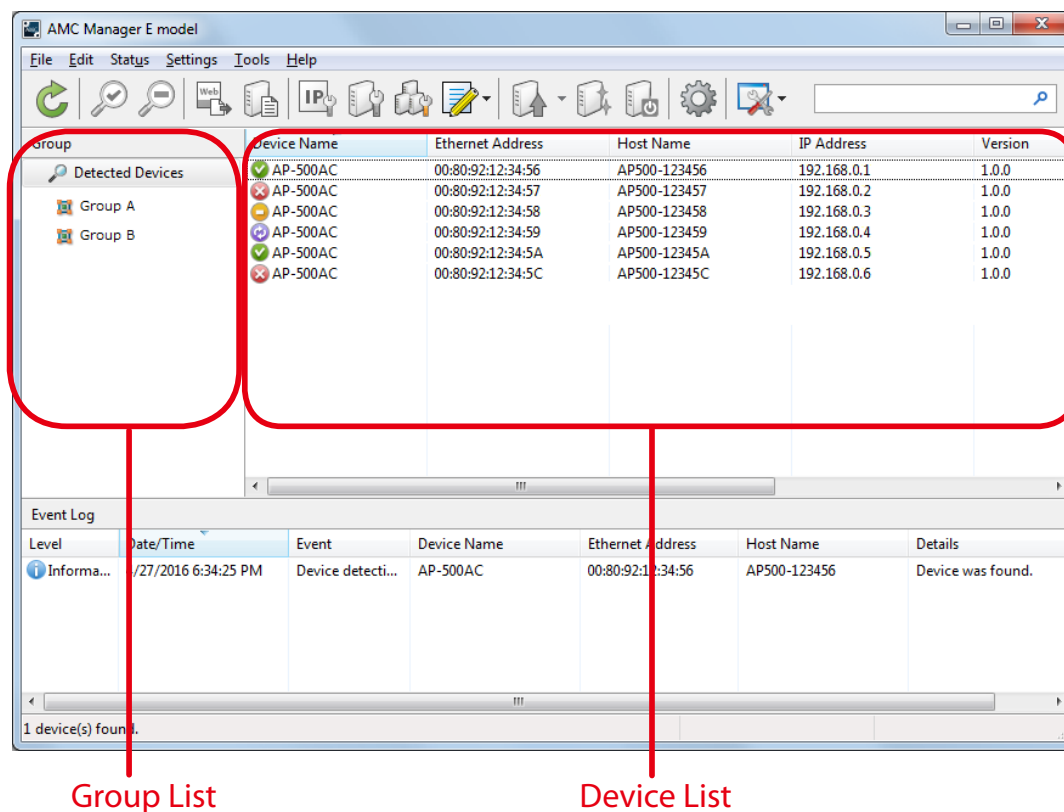 AMC Manager E model
File Edit Status Settings Tools Help
Web IP
Group Device Name Ethernet Address Host Name IP Address Version
Detected Devices
Group A
Group B
AP-500AC 00:80:92:12:34:56 AP500-123456 192.168.0.1 1.0.0
AP-500AC 00:80:92:12:34:57 AP500-123457 192.168.0.2 1.0.0
AP-500AC 00:80:92:12:34:58 AP500-123458 192.168.0.3 1.0.0
AP-500AC 00:80:92:12:34:59 AP500-123459 192.168.0.4 1.0.0
AP-500AC 00:80:92:12:34:5A AP500-12345A 192.168.0.5 1.0.0
AP-500AC 00:80:92:12:34:5C AP500-12345C 192.168.0.6 1.0.0
Event Log
Level Date/Time Event Device Name Ethernet Address Host Name Details
Informa... /27/2016 6:34:25 PM Device detecti... AP-500AC 00:80:92:12:34:56 AP500-123456 Device was found.
1 device(s) found.
Group List Device List